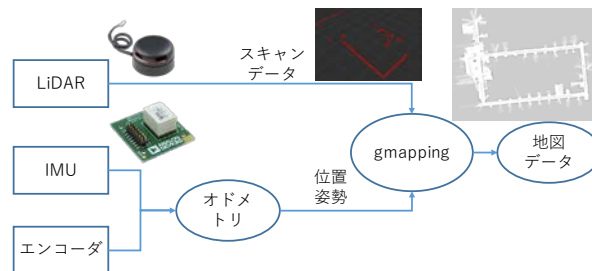 スキャン
データ
LiDAR
gmapping
地図
データ
IMU
オドメ
トリ
位置
姿勢
エンコーダ